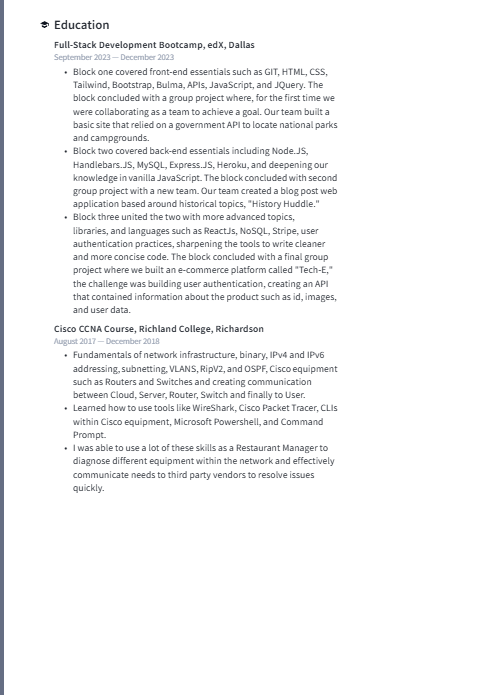 Education
Full-Stack Development Bootcamp, edX, Dallas
September 2023 — December 2023
• Block one covered front-end essentials such as GIT, HTML, CSS,
Tailwind, Bootstrap, Bulma, APIs, JavaScript, and JQuery. The
block concluded with a group project where, for the first time we
were collaborating as a team to achieve a goal. Our team built a
basic site that relied on a government API to locate national parks
and campgrounds.
• Block two covered back-end essentials including Node.JS,
Handlebars.JS, MySQL, Express.JS, Heroku, and deepening our
knowledge in vanilla JavaScript. The block concluded with second
group project with a new team. Our team created a blog post web
application based around historical topics, "History Huddle."
• Block three united the two with more advanced topics,
libraries, and languages such as ReactJs, NoSQL, Stripe, user
authentication practices, sharpening the tools to write cleaner
and more concise code. The block concluded with a final group
project where we built an e-commerce platform called "Tech-E,"
the challenge was building user authentication, creating an API
that contained information about the product such as id, images,
and user data.
Cisco CCNA Course, Richland College, Richardson
August 2017 — December 2018
• Fundamentals of network infrastructure, binary, IPv4 and IPv6
addressing, subnetting, VLANS, RipV2, and OSPF, Cisco equipment
such as Routers and Switches and creating communication
between Cloud, Server, Router, Switch and finally to User.
• Learned how to use tools like WireShark, Cisco Packet Tracer, CLIs
within Cisco equipment, Microsoft Powershell, and Command
Prompt.
• I was able to use a lot of these skills as a Restaurant Manager to
diagnose different equipment within the network and effectively
communicate needs to third party vendors to resolve issues
quickly.